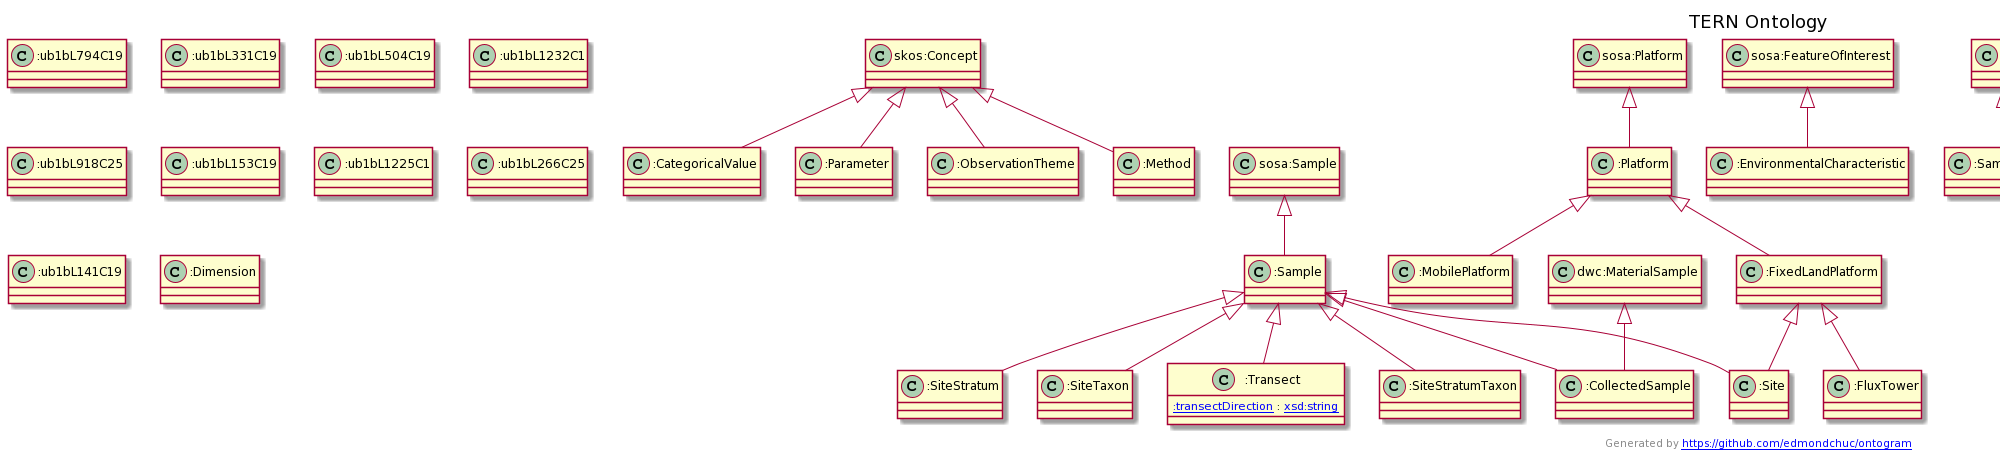 TERN Ontology
C :ub1bL794C19
C :ub1bL331C19
C :ub1bL504C19
C :ub1bL1232C1
C skos:Concept
C sosa:Platform
C sosa:FeatureOfInterest
C
C :ub1bL918C25
C :ub1bL153C19
C :ub1bL1225C1
C :ub1bL266C25
C :CategoricalValue
C :Parameter
C :ObservationTheme
C :Method
C sosa:Sample
C :Platform
C :EnvironmentalCharacteristic
C :Sam
C :ub1bL141C19
C :Dimension
C :Sample
C :MobilePlatform
C dwc:MaterialSample
C :FixedLandPlatform
C :SiteStratum
C :SiteTaxon
C :Transect
:transectDirection : xsd:string
C :SiteStratumTaxon
C :CollectedSample
C :Site
C :FluxTower
Generated by https://github.com/edmondchuc/ontogram